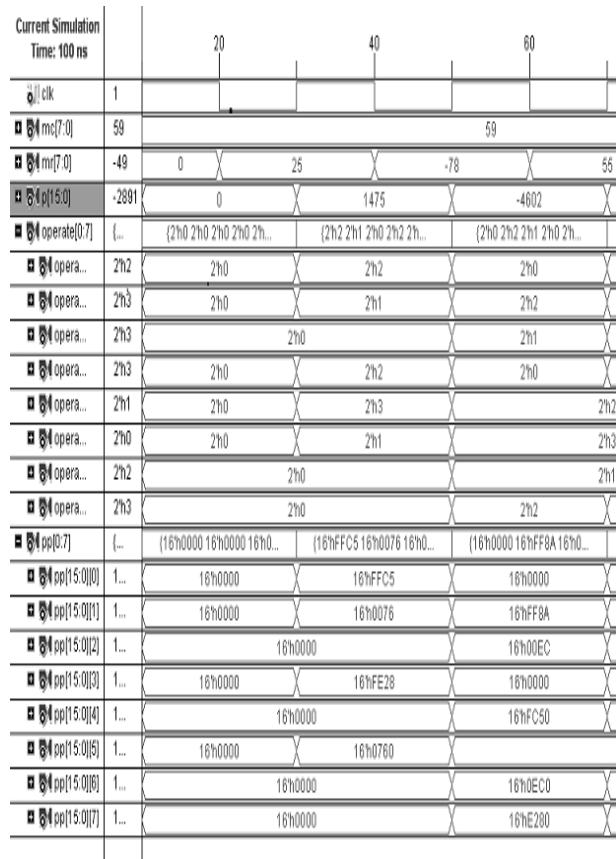 Current Simulation
Time: 100 ns
20 40 60
clk 1
mc[7:0] 59 59
mr[7:0] -49 0 25 -78 55
p[15:0] -2891 0 1475 -4602
operate[0:7] {... {2'h0 2'h0 2'h0 2'h0 2'h... {2'h2 2'h1 2'h0 2'h2 2'h... {2'h0 2'h2 2'h1 2'h0 2'h...
opera... 2'h2 2'h0 2'h2 2'h0
opera... 2'h3 2'h0 2'h1 2'h2
opera... 2'h3 2'h0 2'h1
opera... 2'h3 2'h0 2'h2 2'h0
opera... 2'h1 2'h0 2'h3 2'h2
opera... 2'h0 2'h0 2'h1 2'h3
opera... 2'h2 2'h0 2'h1
opera... 2'h3 2'h0 2'h2
pp[0:7] {... {16'h0000 16'h0000 16'h0... {16'hFFC5 16'h0076 16'h0... {16'h0000 16'hFF8A 16'h0...
pp[15:0][0] 1... 16'h0000 16'hFFC5 16'h0000
pp[15:0][1] 1... 16'h0000 16'h0076 16'hFF8A
pp[15:0][2] 1... 16'h0000 16'h00EC
pp[15:0][3] 1... 16'h0000 16'hFE28 16'h0000
pp[15:0][4] 1... 16'h0000 16'hFC50
pp[15:0][5] 1... 16'h0000 16'h0760
pp[15:0][6] 1... 16'h0000 16'h0EC0
pp[15:0][7] 1... 16'h0000 16'hE280